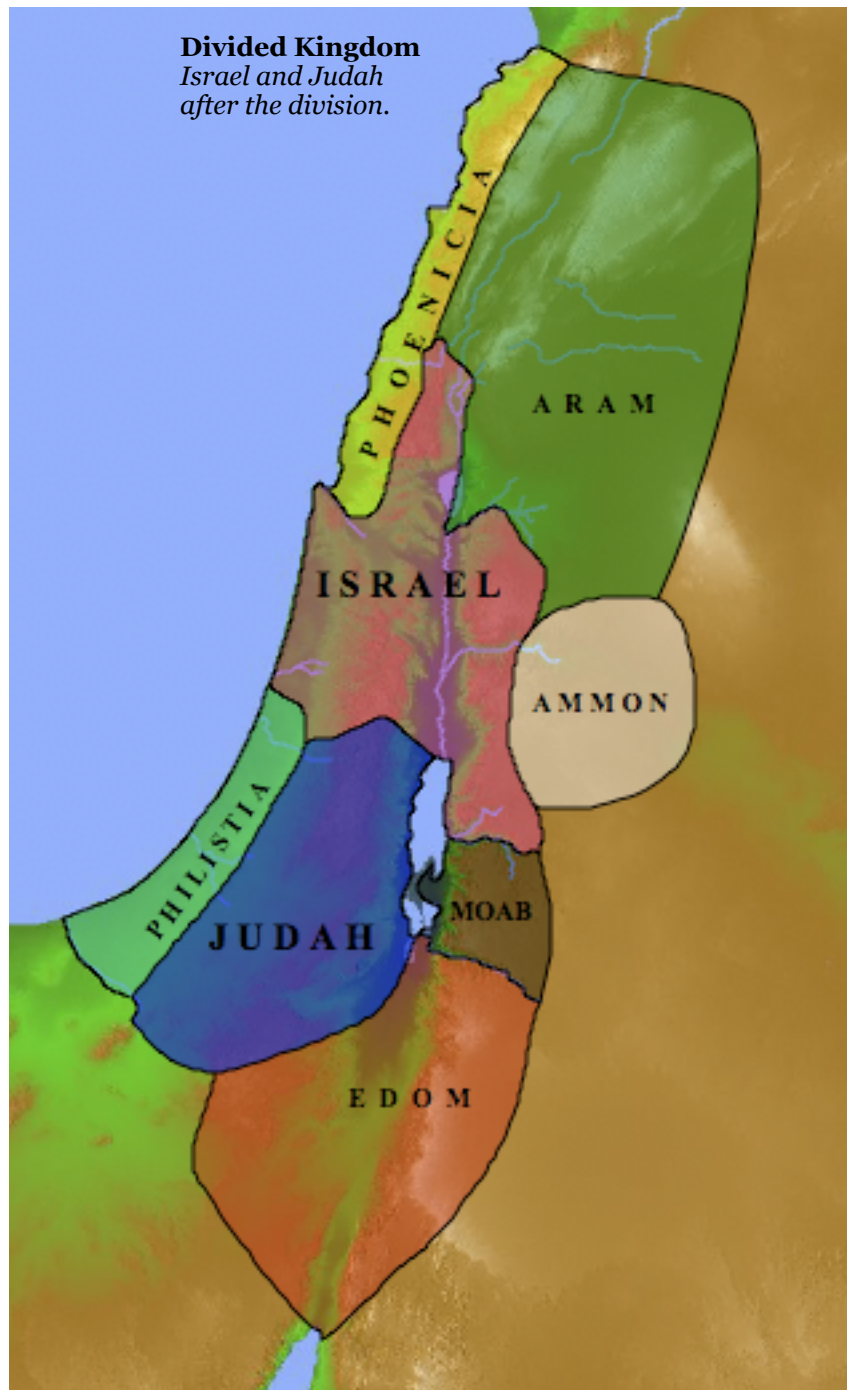 Divided Kingdom
Israel and Judah
after the division.
PHOENICIA
ARAM
ISRAEL
AMMON
PHILISTIA
JUDAH
MOAB
EDOM